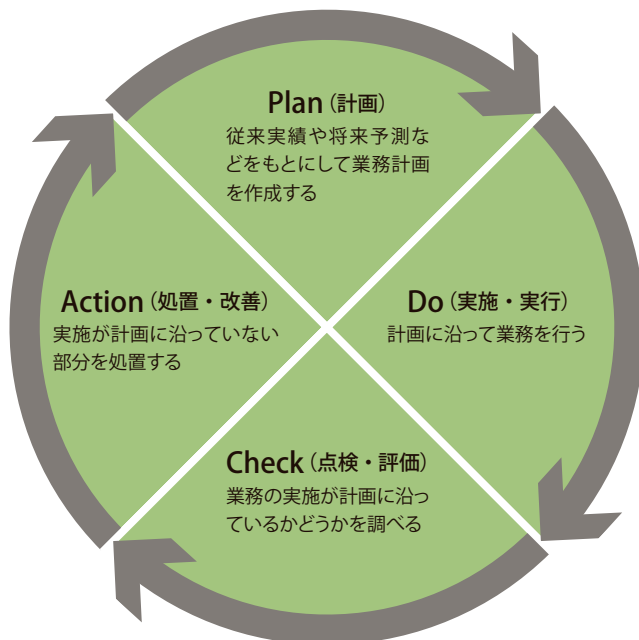 Plan（計画）
従来実績や将来予測な
どをもとにして業務計画
を作成する
Action（処置・改善）
実施が計画に沿っていない
部分を処置する
Do（実施・実行）
計画に沿って業務を行う
Check（点検・評価）
業務の実施が計画に沿っ
ているかどうかを調べる